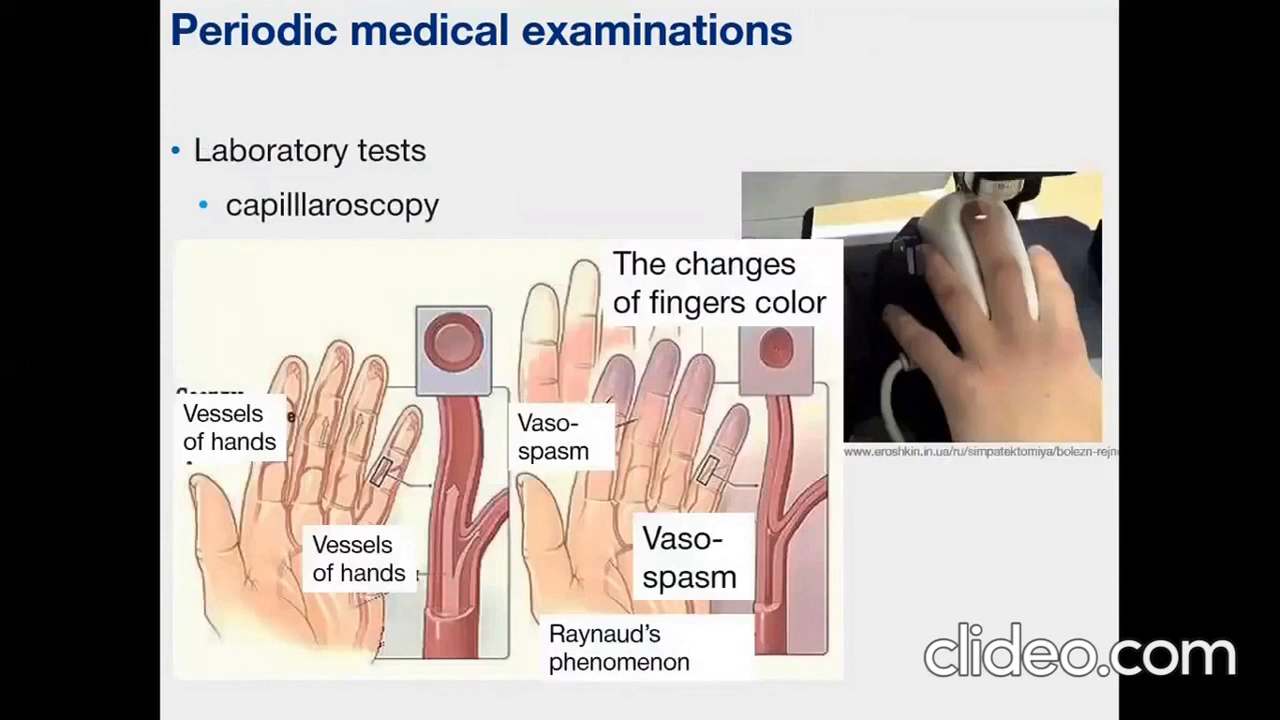 Periodic medical examinations
• Laboratory tests
• capilllaroscopy
The changes
of fingers color
Vessels
of hands
Vaso-
spasm
Vessels
of hands
Vaso-
spasm
Raynaud's
phenomenon
www.eroshkin.in.ua/ru/simpatektomiya/bolezn-rejn
clideo.com